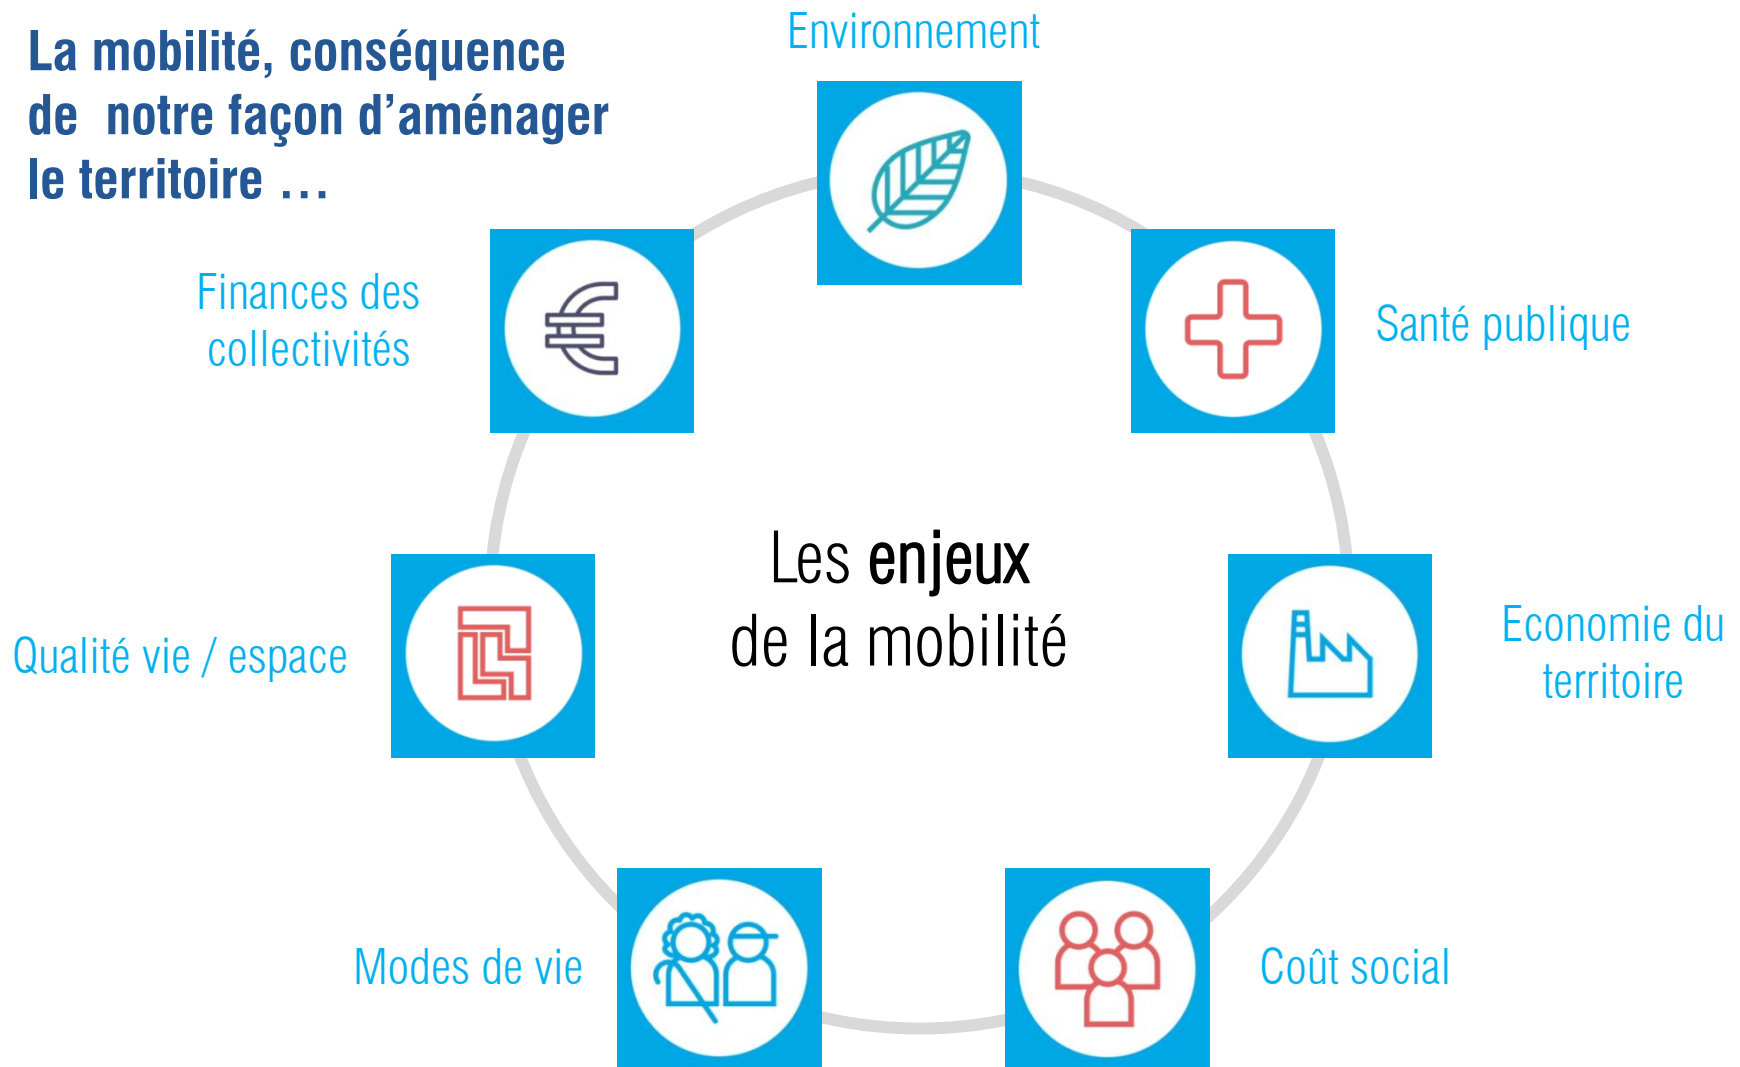 La mobilité, conséquence
de notre façon d’aménager
le territoire …
Environnement
Finances des
collectivités
Santé publique
Les enjeux
de la mobilité
Qualité vie / espace
Economie du
territoire
Modes de vie
Coût social